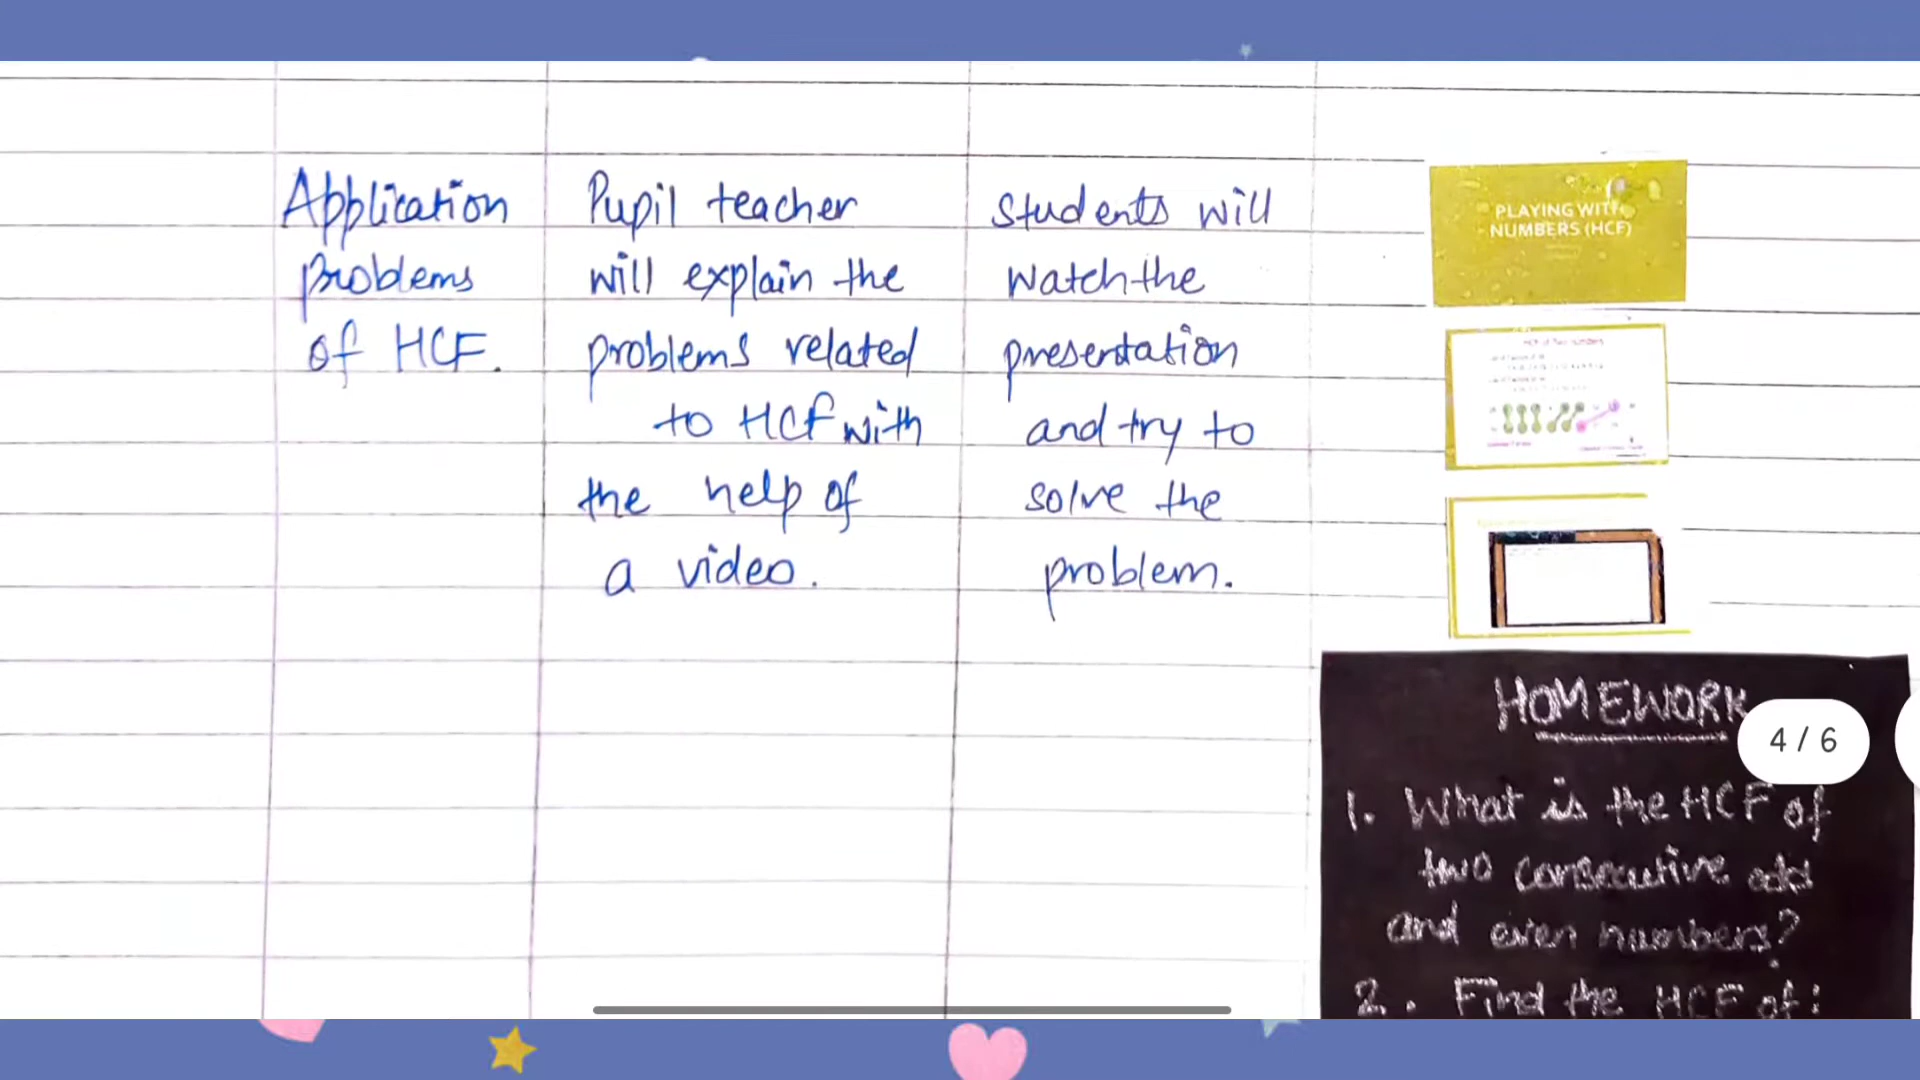 Application
problems
of HCF.
Pupil teacher
will explain the
problems related
to HCF with
the help of
a video.
Students will
watch the
presentation
and try to
solve the
problem.
PLAYING WITH
NUMBERS (HCF)
HOMEWORK
4 / 6
1. What is the HCF of
two consecutive odd
and even numbers?
2. Find the HCF of: